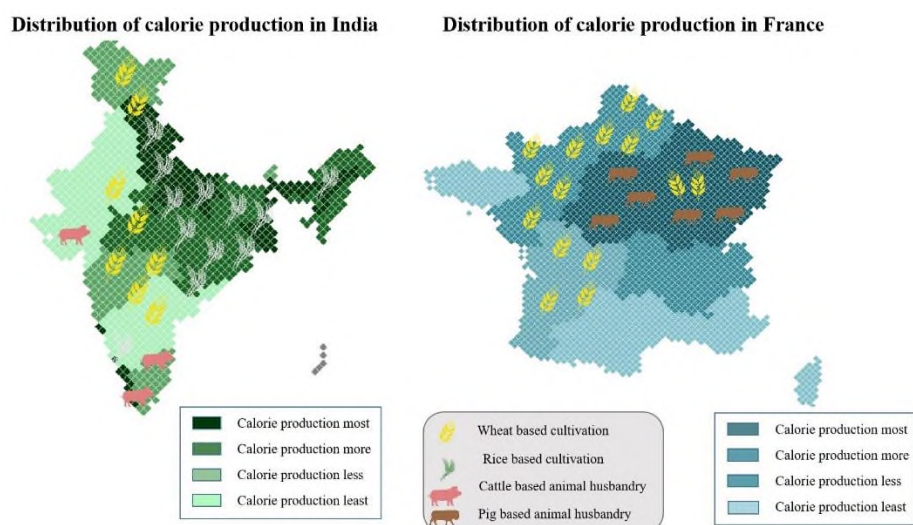 Distribution of calorie production in India
Distribution of calorie production in France
Calorie production most
Calorie production more
Calorie production less
Calorie production least
Wheat based cultivation
Rice based cultivation
Cattle based animal husbandry
Pig based animal husbandry
Calorie production most
Calorie production more
Calorie production less
Calorie production least